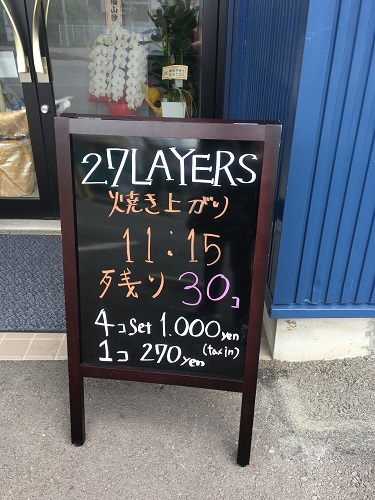 27LAYERS
焼き上がり
11:15
残り 30コ
4コ Set 1.000yen
1コ 270yen (tax in)